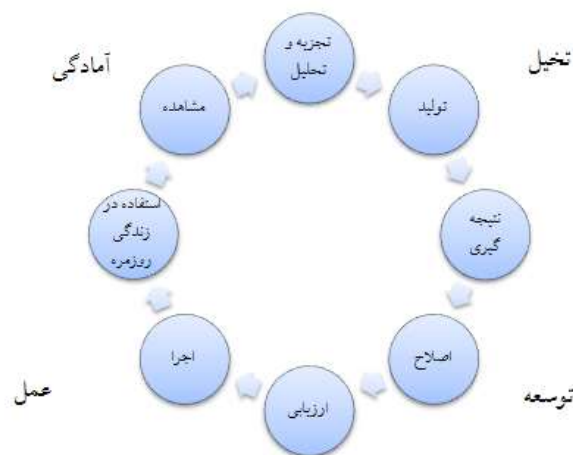 تجزیه و
تحلیل
تخیل
تولید
نتیجه
گیری
اصلاح
توسعه
ارزیابی
اجرا
عمل
استفاده در
زندگی
روزمره
مشاهده
آمادگی